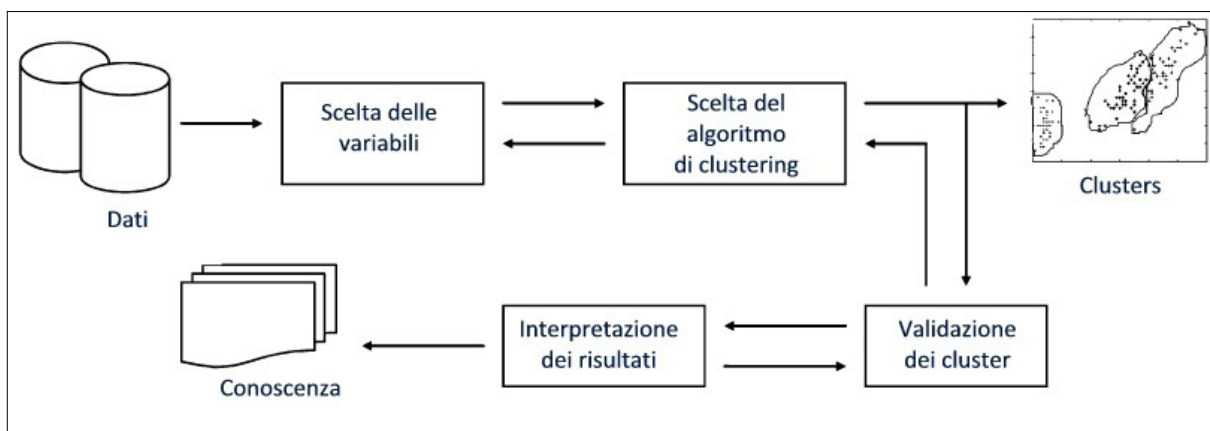 Dati
Scelta delle
variabili
Scelta del
algoritmo
di clustering
Clusters
Validazione
dei cluster
Interpretazione
dei risultati
Conoscenza